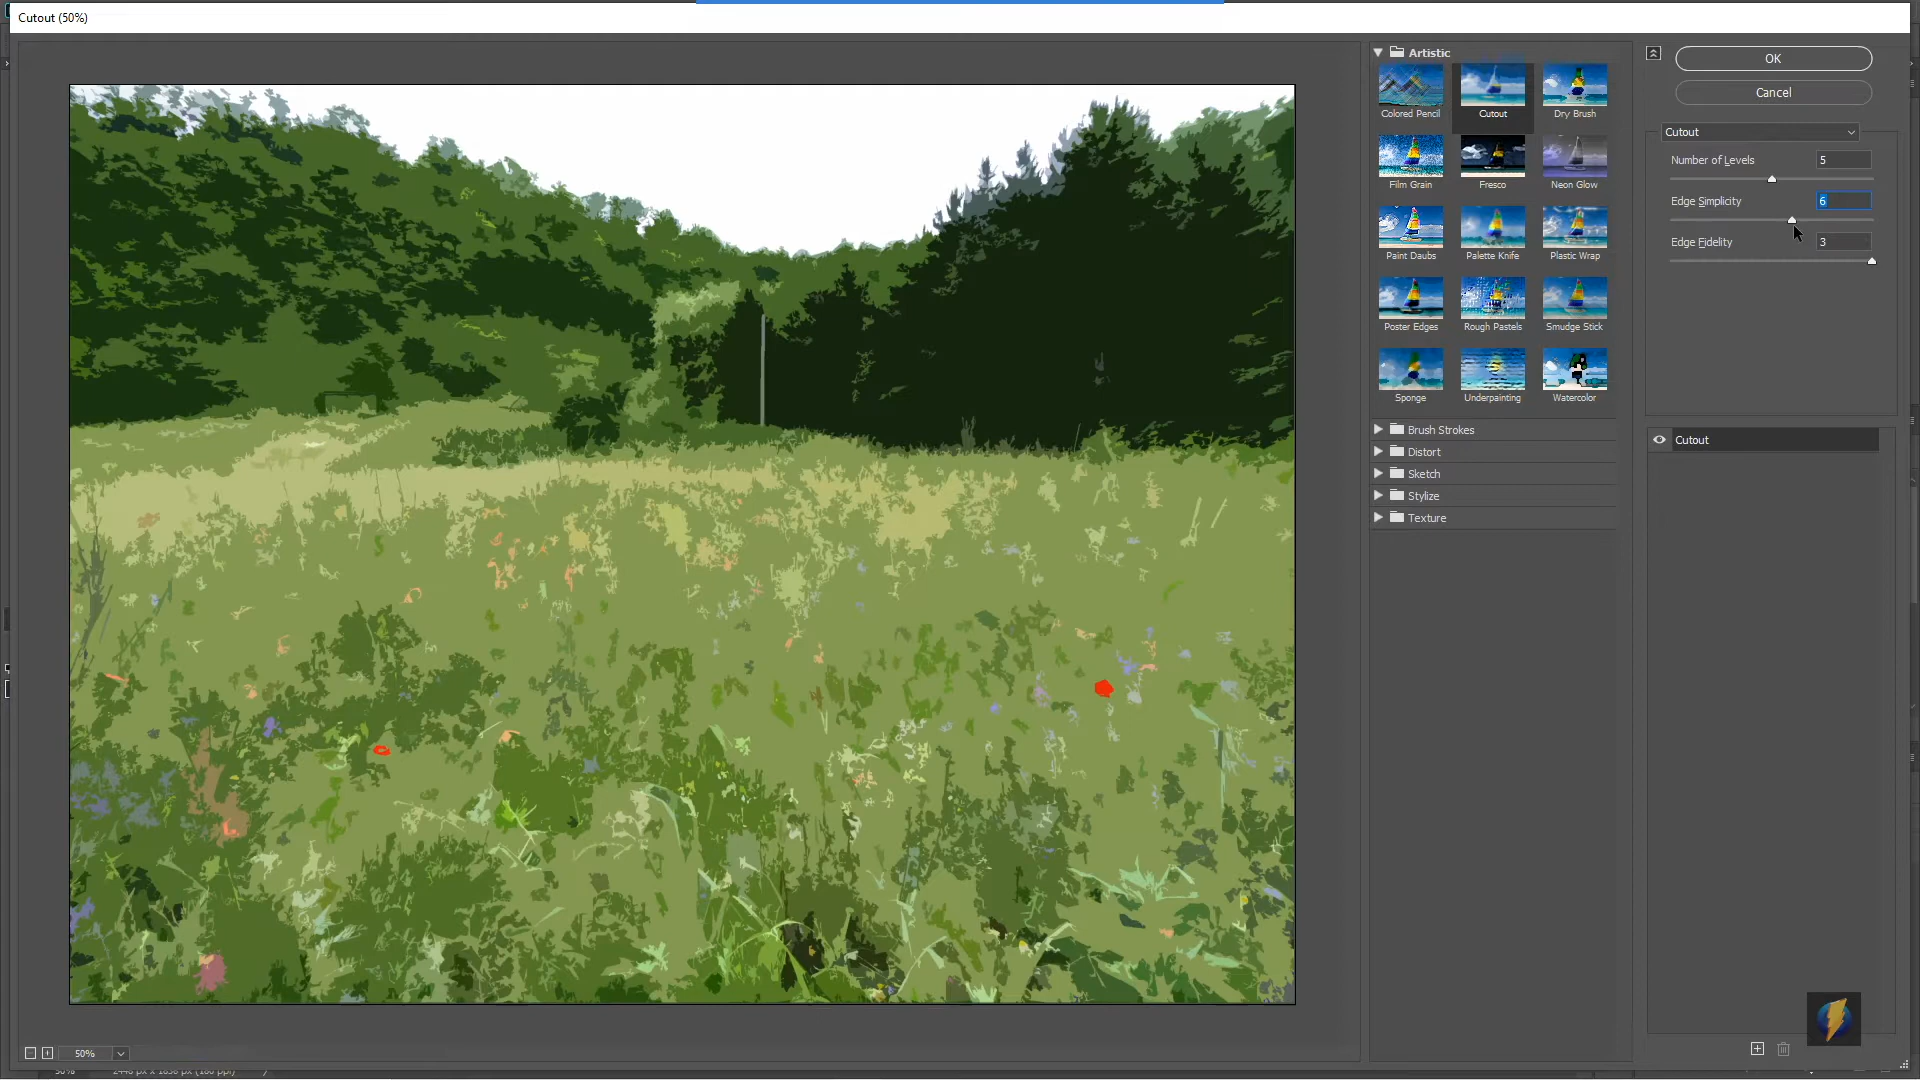 Cutout (50%)
Artistic
Colored Pencil
Cutout
Dry Brush
Film Grain
Fresco
Neon Glow
Paint Daubs
Palette Knife
Plastic Wrap
Poster Edges
Rough Pastels
Smudge Stick
Sponge
Underpainting
Watercolor
Brush Strokes
Distort
Sketch
Stylize
Texture
OK
Cancel
Cutout
Number of Levels 5
Edge Simplicity 6
Edge Fidelity 3
Cutout
50%